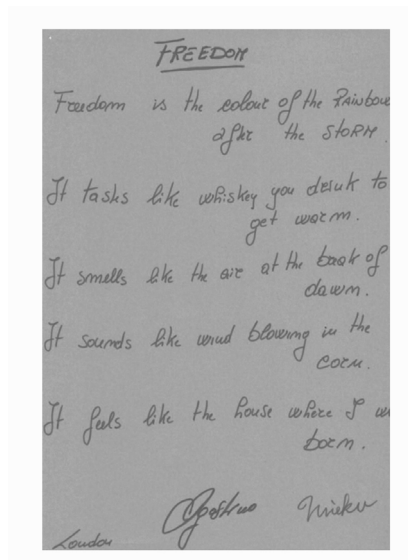 FREEDOM
Freedom is the colour of the RAinbow
after the StoRM.
It tastes like whiskey you drink to
get warm.
It smells like the air at the break of
dawn.
It sounds like wind blowing in the
corn.
It feels like the house where I w
born.
London